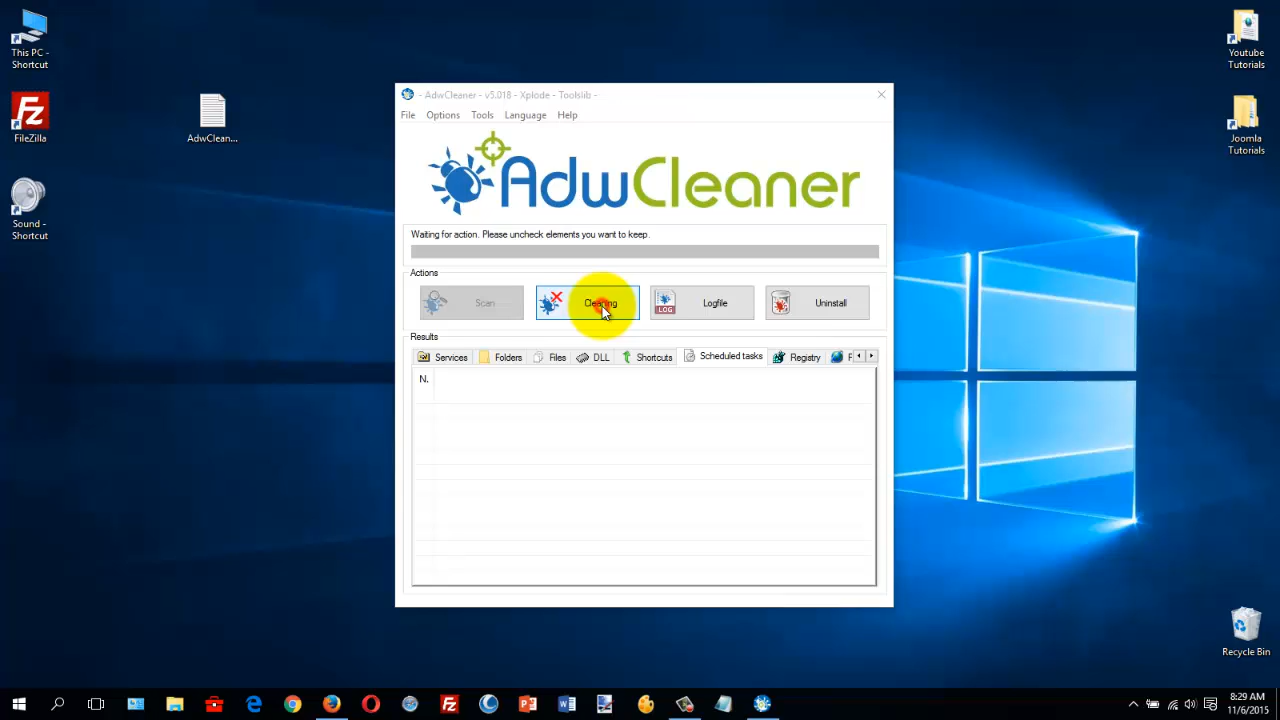 This PC -
Shortcut
FileZilla
AdwClean...
Sound -
Shortcut
Youtube
Tutorials
Joomla
Tutorials
Recycle Bin
- AdwCleaner - v5.018 - Xplode - Toolslib -
File Options Tools Language Help
AdwCleaner
Waiting for action. Please uncheck elements you want to keep.
Actions
Scan Cleaning LOG Logfile Uninstall
Results
Services Folders Files DLL Shortcuts Scheduled tasks Registry F
N.
8:29 AM
11/6/2015